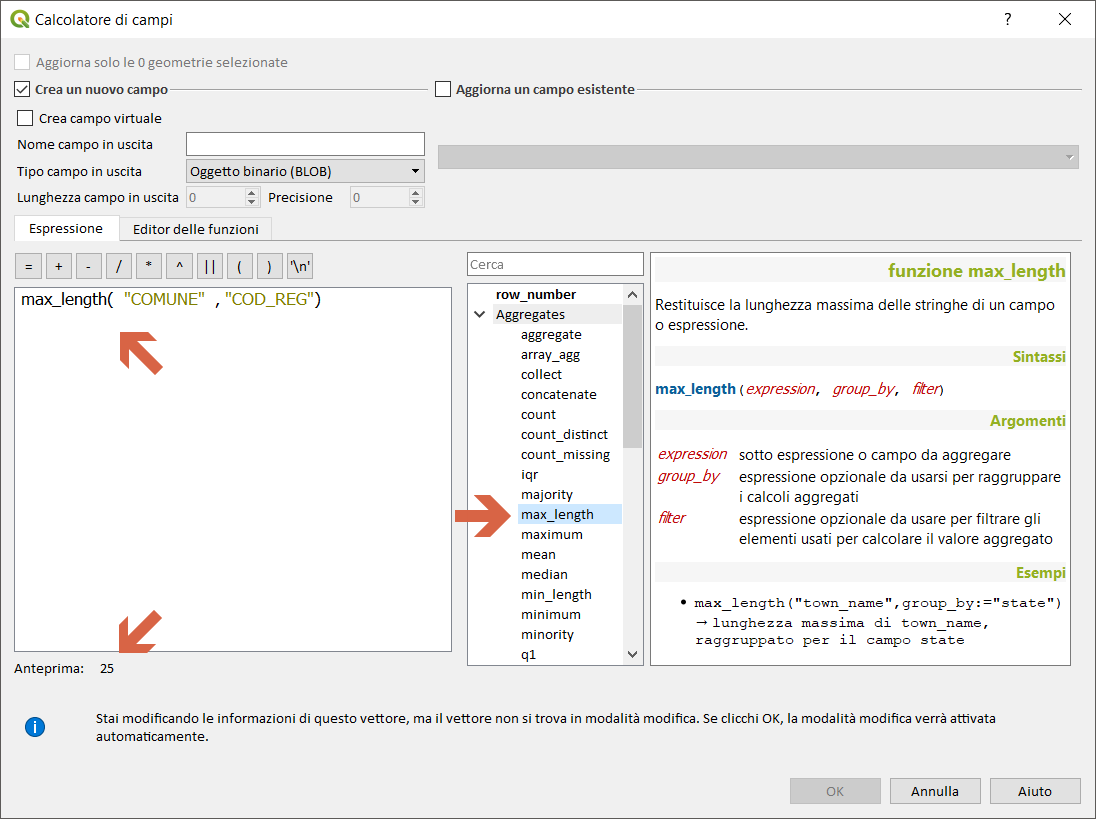 Calcolatore di campi
?
Aggiorna solo le 0 geometrie selezionate
Crea un nuovo campo
Aggiorna un campo esistente
Crea campo virtuale
Nome campo in uscita
Tipo campo in uscita
Oggetto binario (BLOB)
Lunghezza campo in uscita 0 Precisione 0
Espressione Editor delle funzioni
= + - / * ^ || ( ) '\n'
max_length( "COMUNE" ,"COD_REG")
Anteprima: 25
Cerca
row_number
Aggregates
aggregate
array_agg
collect
concatenate
count
count_distinct
count_missing
iqr
majority
max_length
maximum
mean
median
min_length
minimum
minority
q1
funzione max_length
Restituisce la lunghezza massima delle stringhe di un campo
o espressione.
Sintassi
max_length(expression, group_by, filter)
Argomenti
expression sotto espressione o campo da aggregare
group_by espressione opzionale da usarsi per raggruppare
i calcoli aggregati
filter espressione opzionale da usare per filtrare gli
elementi usati per calcolare il valore aggregato
Esempi
• max_length("town_name",group_by:="state")
→ lunghezza massima di town_name,
raggruppato per il campo state
Stai modificando le informazioni di questo vettore, ma il vettore non si trova in modalità modifica. Se clicchi OK, la modalità modifica verrà attivata
automaticamente.
OK Annulla Aiuto